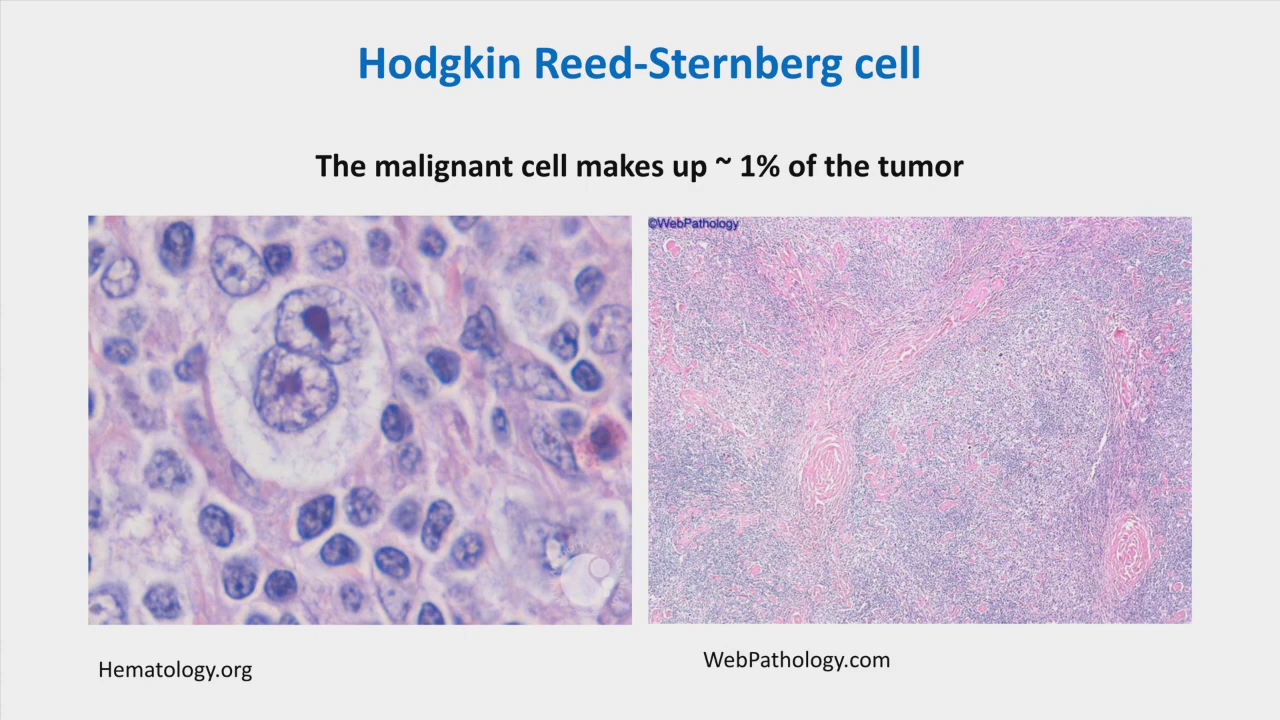 Hodgkin Reed-Sternberg cell
The malignant cell makes up ~ 1% of the tumor
©WebPathology
Hematology.org
WebPathology.com